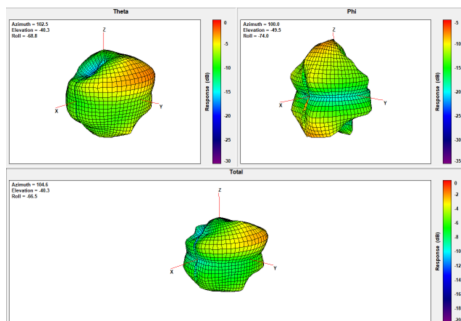 Theta
Azimuth = 102.5
Elevation = -40.3
Roll = -68.8
Z
X
Y
0
-5
-10
-15
-20
-25
-30
Response (dB)
Phi
Azimuth = 100.0
Elevation = -49.5
Roll = -74.0
Z
X
Y
-5
-10
-15
-20
-25
-30
-35
Response (dB)
Total
Azimuth = 104.6
Elevation = -40.3
Roll = -66.5
Z
X
Y
0
-2
-4
-6
-8
-10
-12
-14
-16
-18
-20
Response (dB)